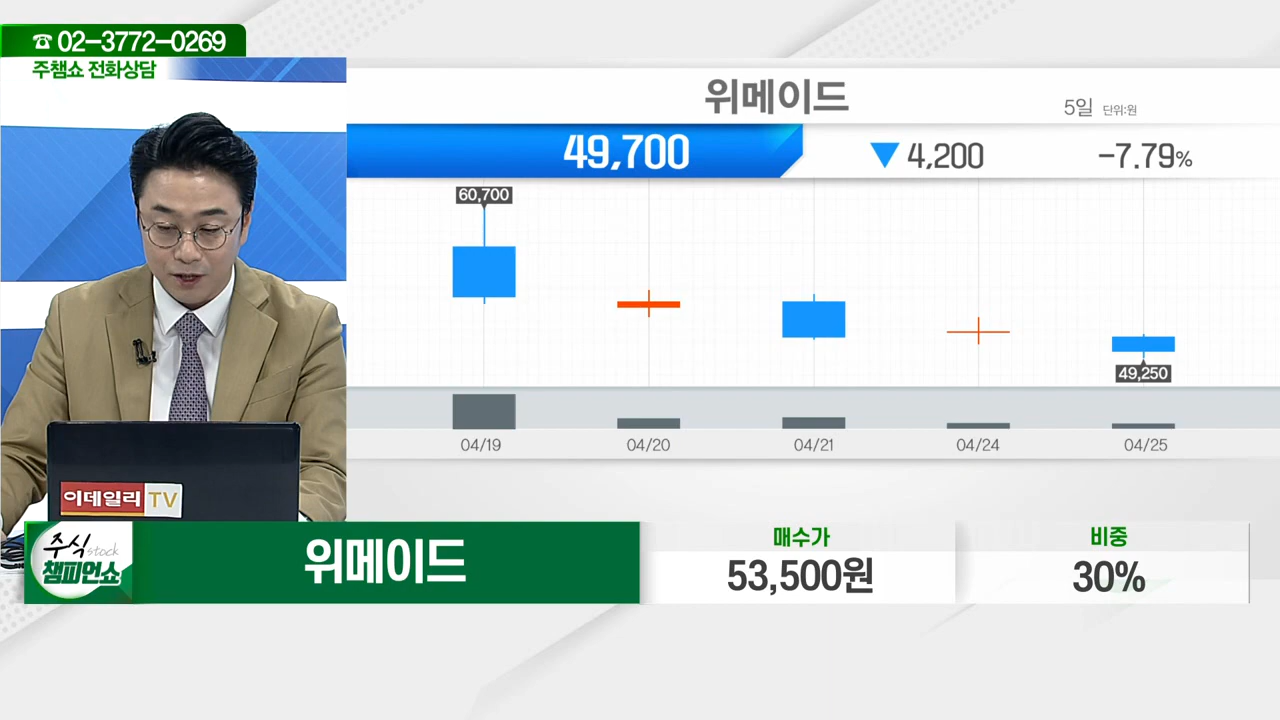 ☎ 02-3772-0269
주챔쇼 전화상담
위메이드
5일 단위:원
49,700 ▼ 4,200 -7.79%
60,700
49,250
04/19 04/20 04/21 04/24 04/25
이데일리 TV
주식 stock
챔피언쇼
위메이드
매수가
53,500원
비중
30%